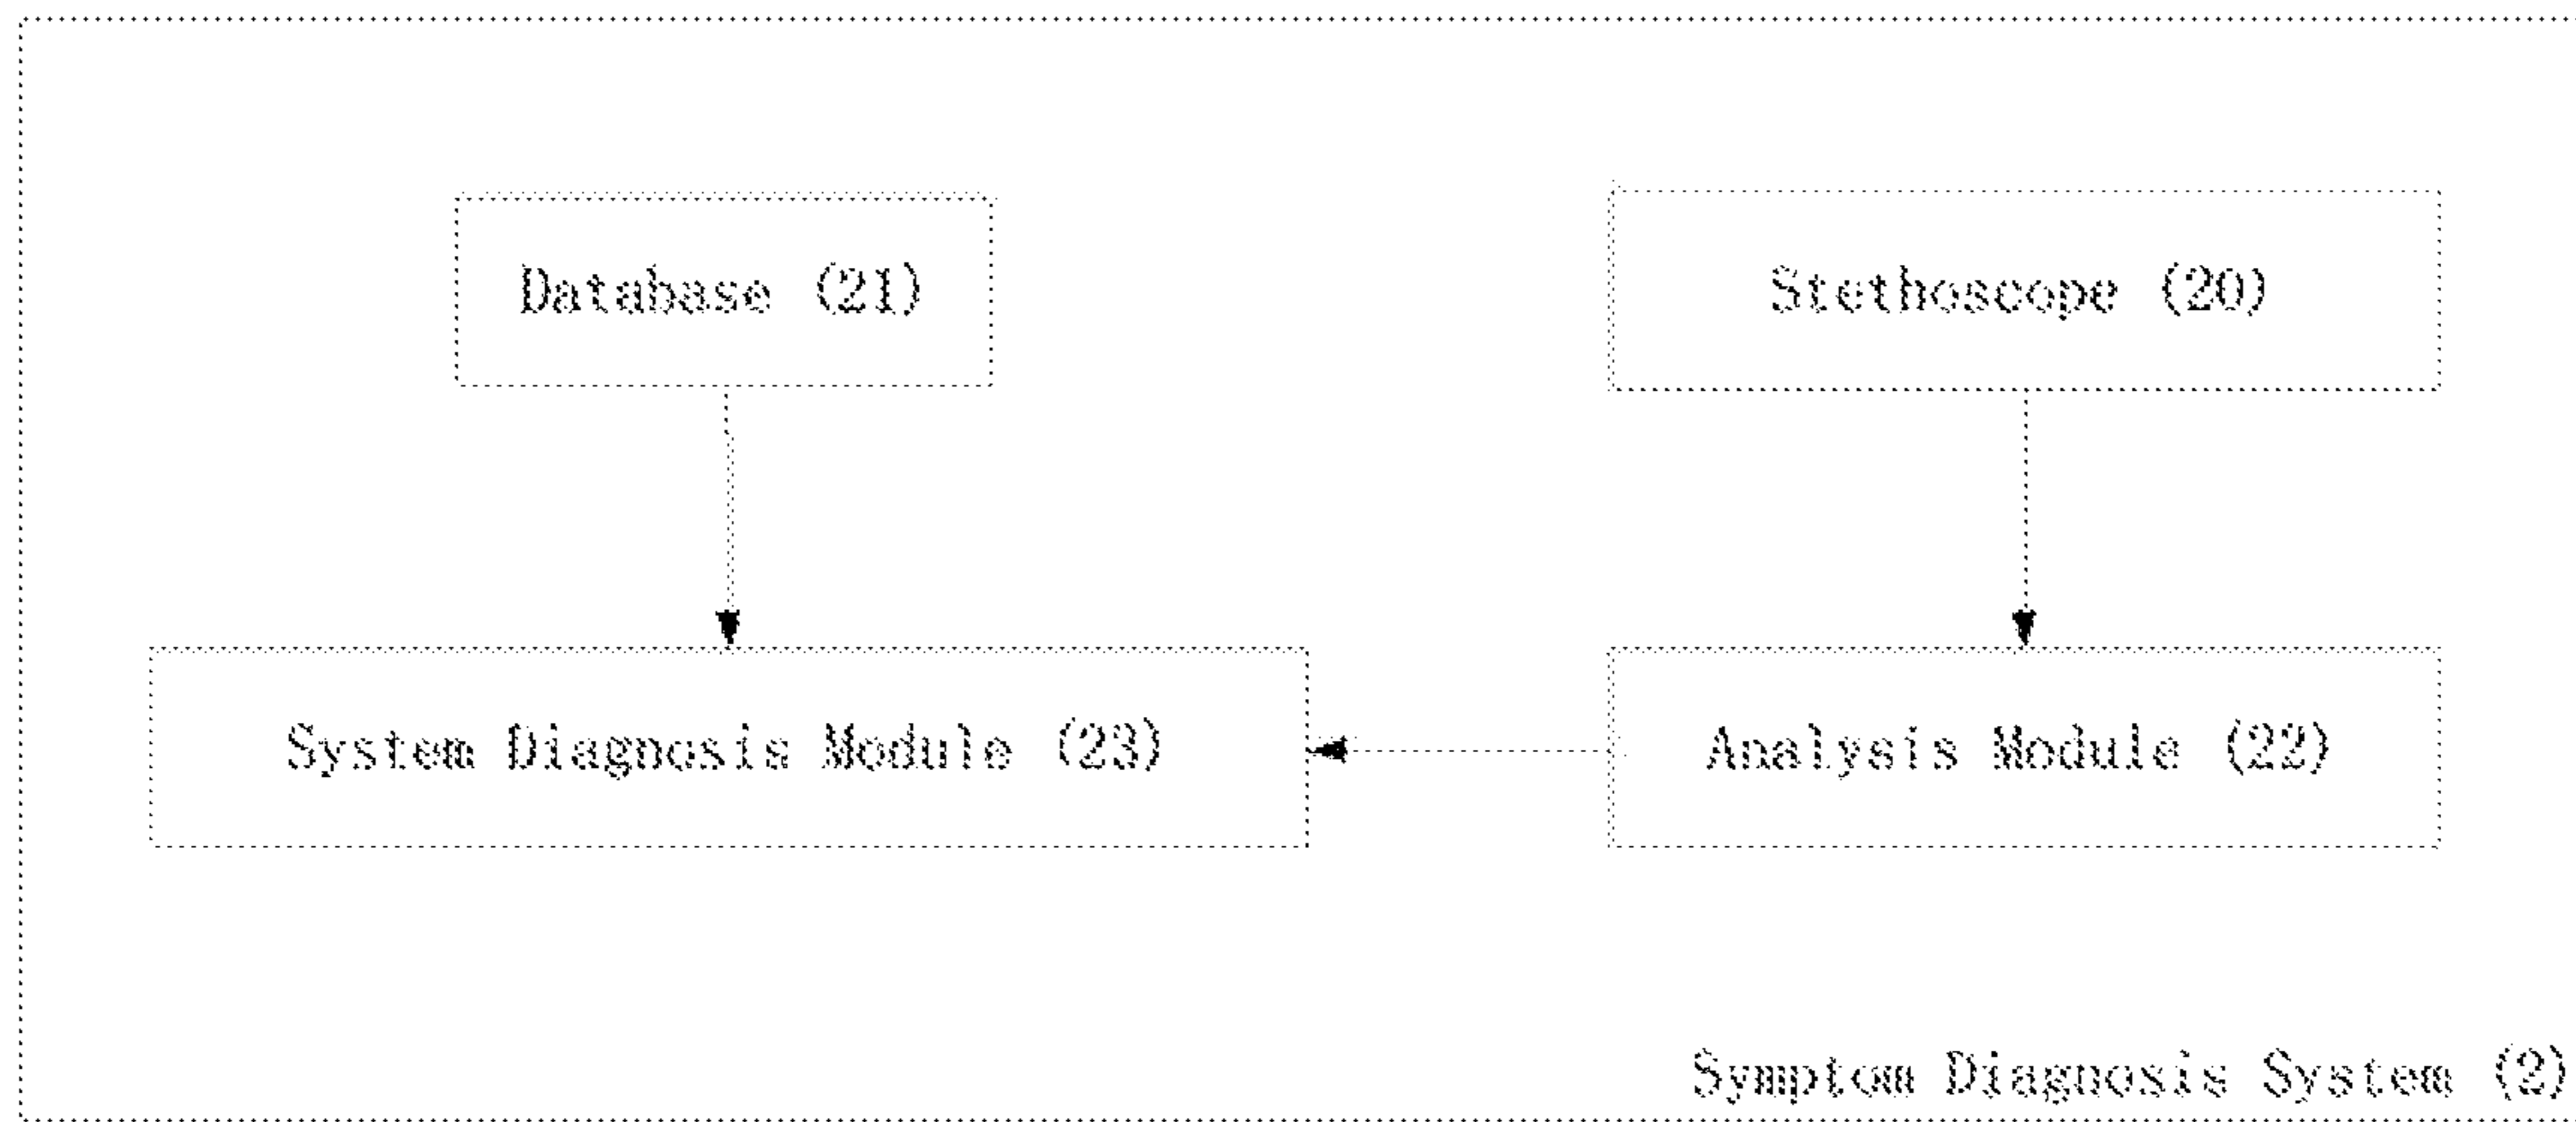 Database (21)
Stethoscope (20)
System Diagnosis Module (23)
Analysis Module (22)
Symptom Diagnosis System (2)